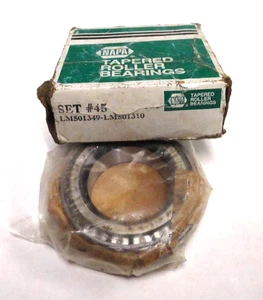 NAPA
TAPERED
ROLLER
BEARINGS
SET #45
LM501349-LM501310
NAPA
TAPERED
ROLLER
BEARINGS